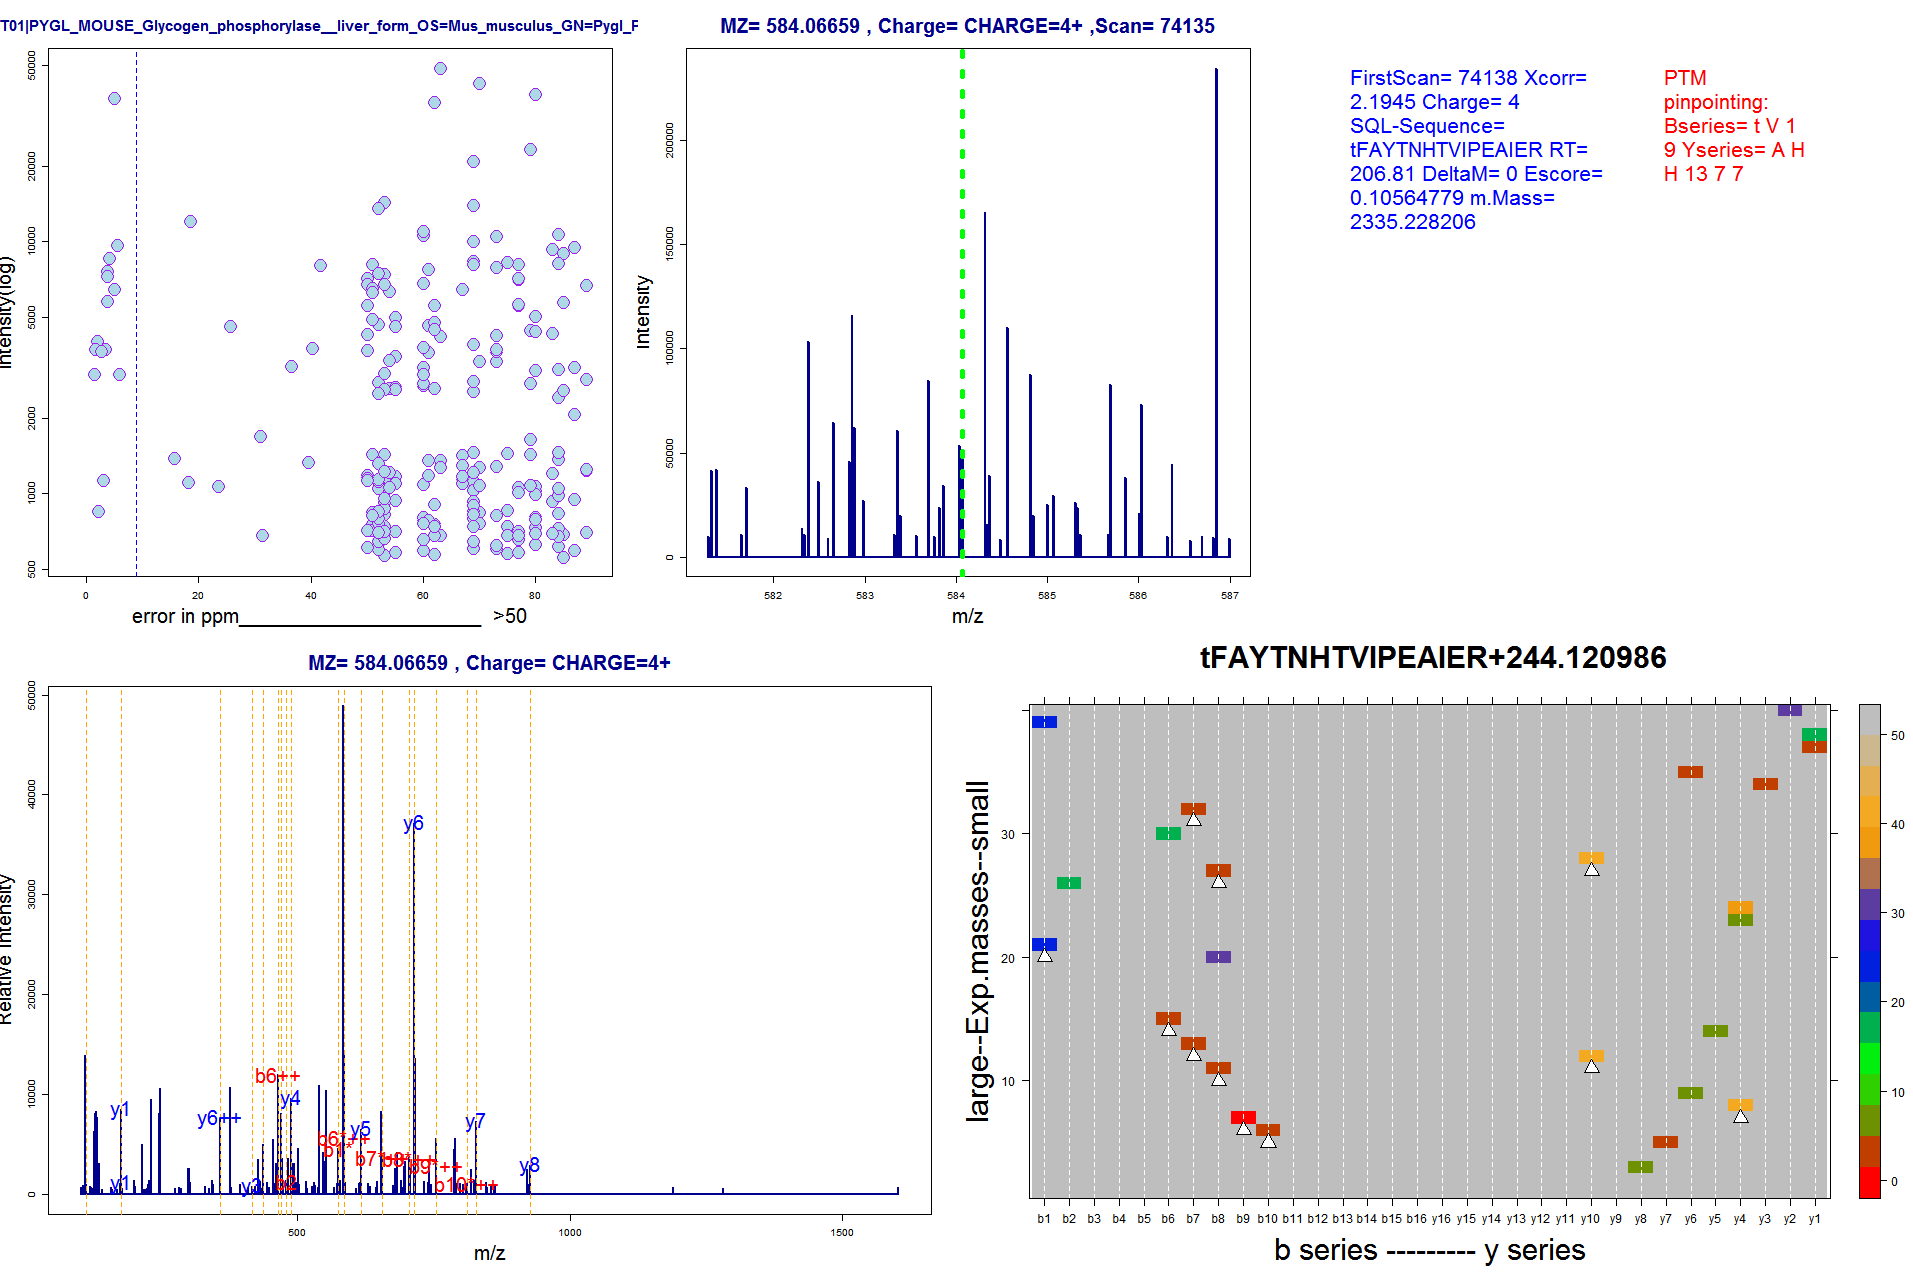 T01|PYGL_MOUSE_Glycogen_phosphorylase__liver_form_OS=Mus_musculus_GN=Pygl_F
Intensity(log)
50000
20000
10000
5000
2000
1000
500
0 20 40 60 80
error in ppm______________________ >50
MZ= 584.06659 , Charge= CHARGE=4+ ,Scan= 74135
Intensity
200000
150000
100000
50000
0
582 583 584 585 586 587
m/z
FirstScan= 74138 Xcorr=
2.1945 Charge= 4
SQL-Sequence=
tFAYTNHTVIPEAIER RT=
206.81 DeltaM= 0 Escore=
0.10564779 m.Mass=
2335.228206
PTM
pinpointing:
Bseries= t V 1
9 Yseries= A H
H 13 7 7
MZ= 584.06659 , Charge= CHARGE=4+
Relative Intensity
50000
40000
30000
20000
10000
0
y6
b6++
y4
y1
y6++
y7
y5
b1*
y8
y1
500 1000 1500
m/z
tFAYTNHTVIPEAIER+244.120986
large--Exp.masses--small
30
20
10
b1 b2 b3 b4 b5 b6 b7 b8 b9 b10 b11 b12 b13 b14 b15 b16 y16 y15 y14 y13 y12 y11 y10 y9 y8 y7 y6 y5 y4 y3 y2 y1
b series --------- y series
50
40
30
20
10
0